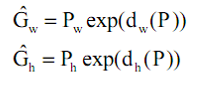 Ĝ_w = P_w exp(d_w(P))
Ĝ_h = P_h exp(d_h(P))